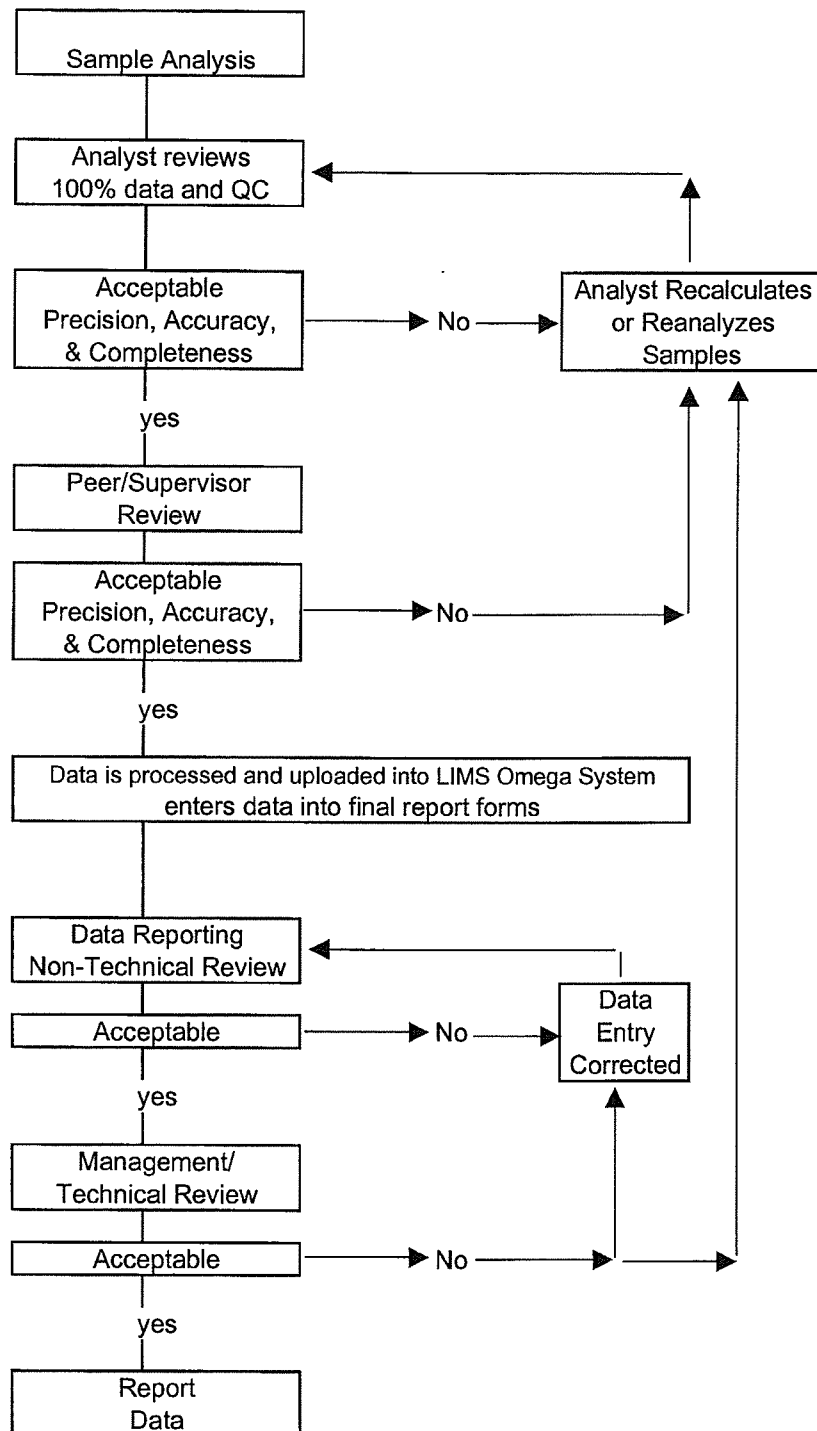 Sample Analysis
Analyst reviews
100% data and QC
Acceptable
Precision, Accuracy,
& Completeness
No
Analyst Recalculates
or Reanalyzes
Samples
yes
Peer/Supervisor
Review
Acceptable
Precision, Accuracy,
& Completeness
No
yes
Data is processed and uploaded into LIMS Omega System
enters data into final report forms
Data Reporting
Non-Technical Review
Acceptable
No
Data
Entry
Corrected
yes
Management/
Technical Review
Acceptable
No
yes
Report
Data